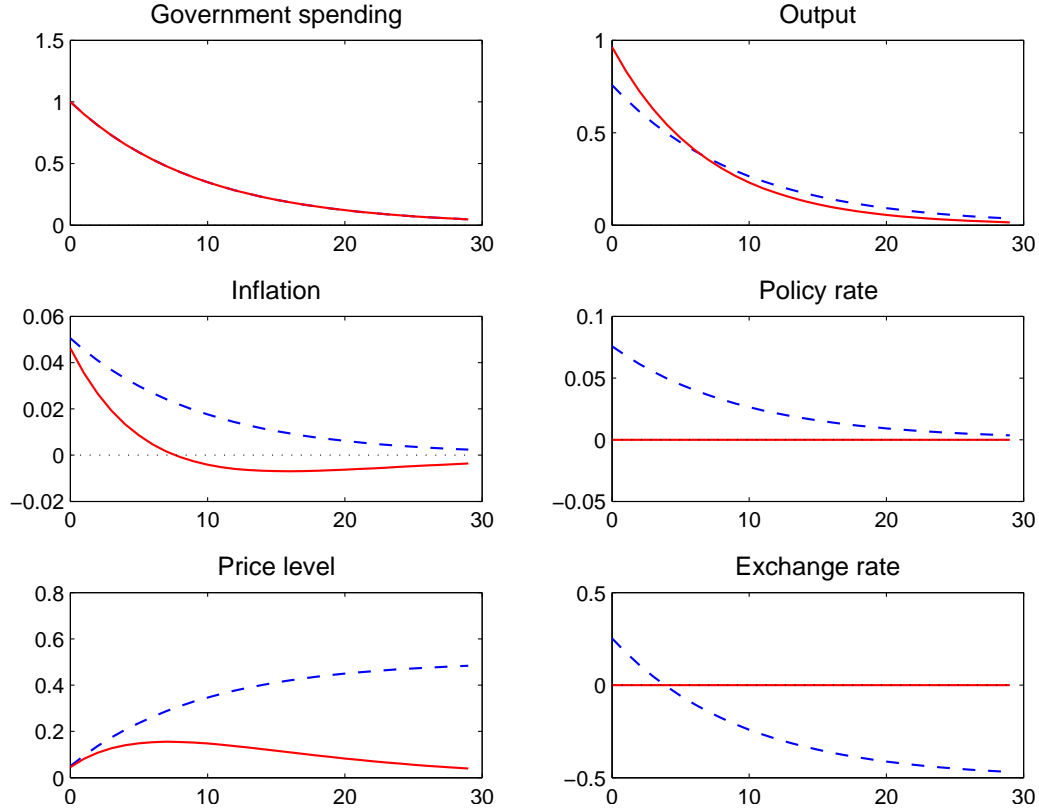 Government spending
1.5
1
0.5
0
0 10 20 30
Output
1
0.5
0
0 10 20 30
Inflation
0.06
0.04
0.02
0
−0.02
0 10 20 30
Policy rate
0.1
0.05
0
−0.05
0 10 20 30
Price level
0.8
0.6
0.4
0.2
0
0 10 20 30
Exchange rate
0.5
0
−0.5
0 10 20 30